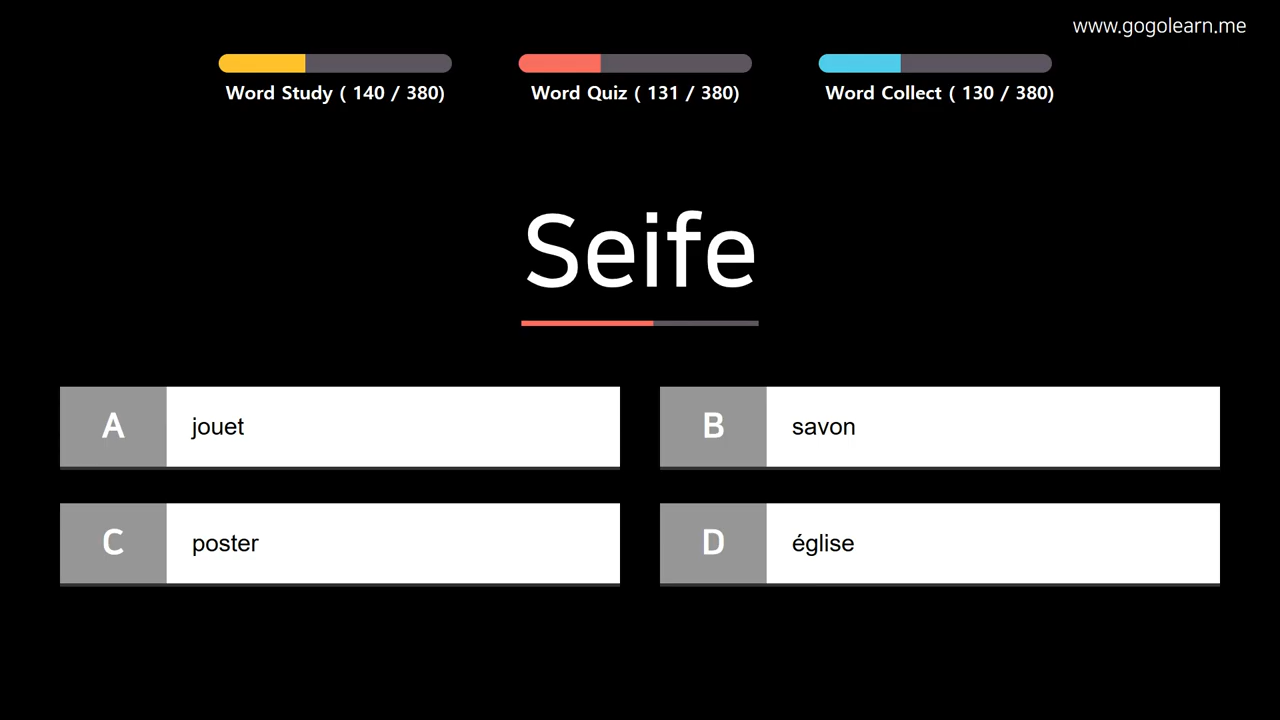 www.gogolearn.me
Word Study ( 140 / 380)
Word Quiz ( 131 / 380)
Word Collect ( 130 / 380)
Seife
A jouet
B savon
C poster
D église